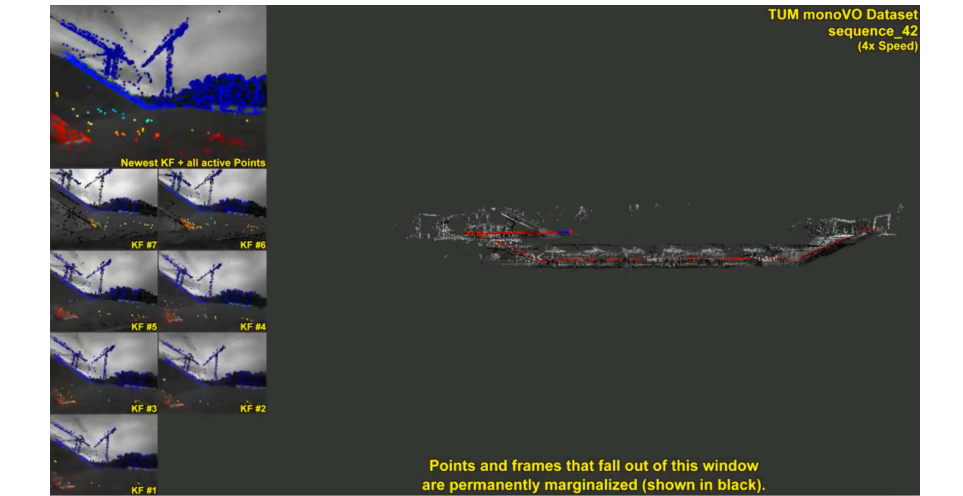 TUM monoVO Dataset
sequence_42
(4x Speed)
Newest KF + all active Points
KF #7
KF #6
KF #5
KF #4
KF #3
KF #2
KF #1
Points and frames that fall out of this window
are permanently marginalized (shown in black).